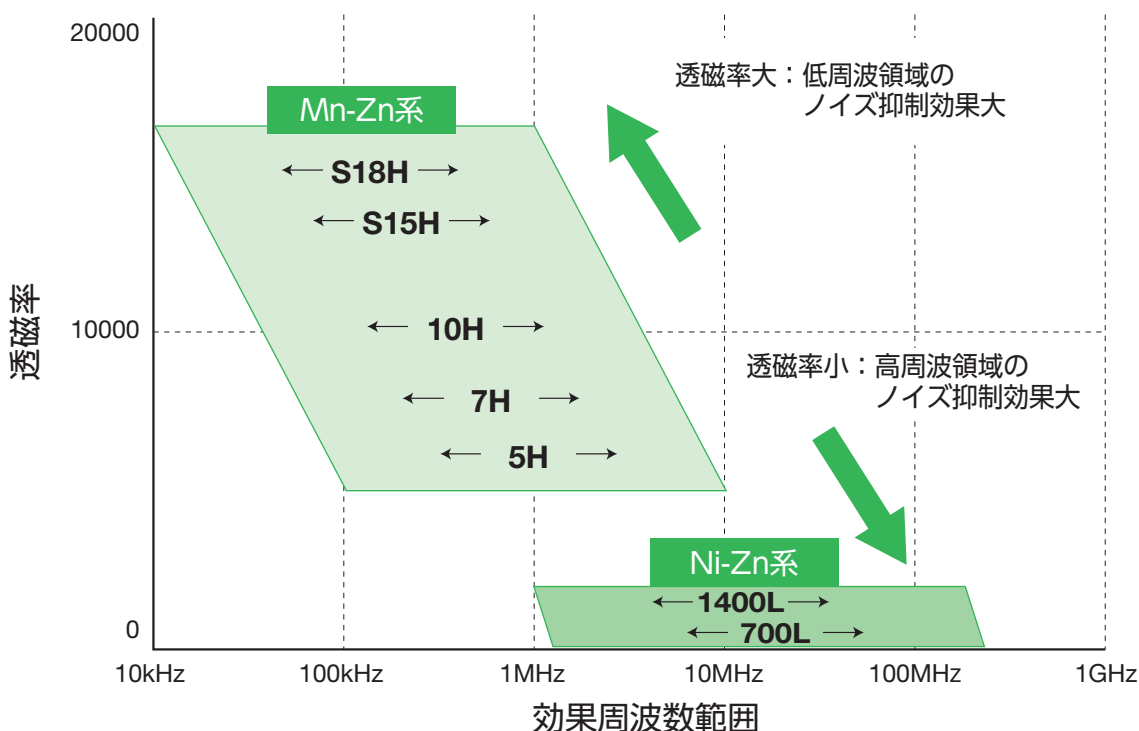 20000
Mn-Zn系
透磁率大：低周波領域の
ノイズ抑制効果大
S18H
S15H
透磁率
10000
10H
透磁率小：高周波領域の
ノイズ抑制効果大
7H
5H
Ni-Zn系
1400L
700L
0
10kHz 100kHz 1MHz 10MHz 100MHz 1GHz
効果周波数範囲